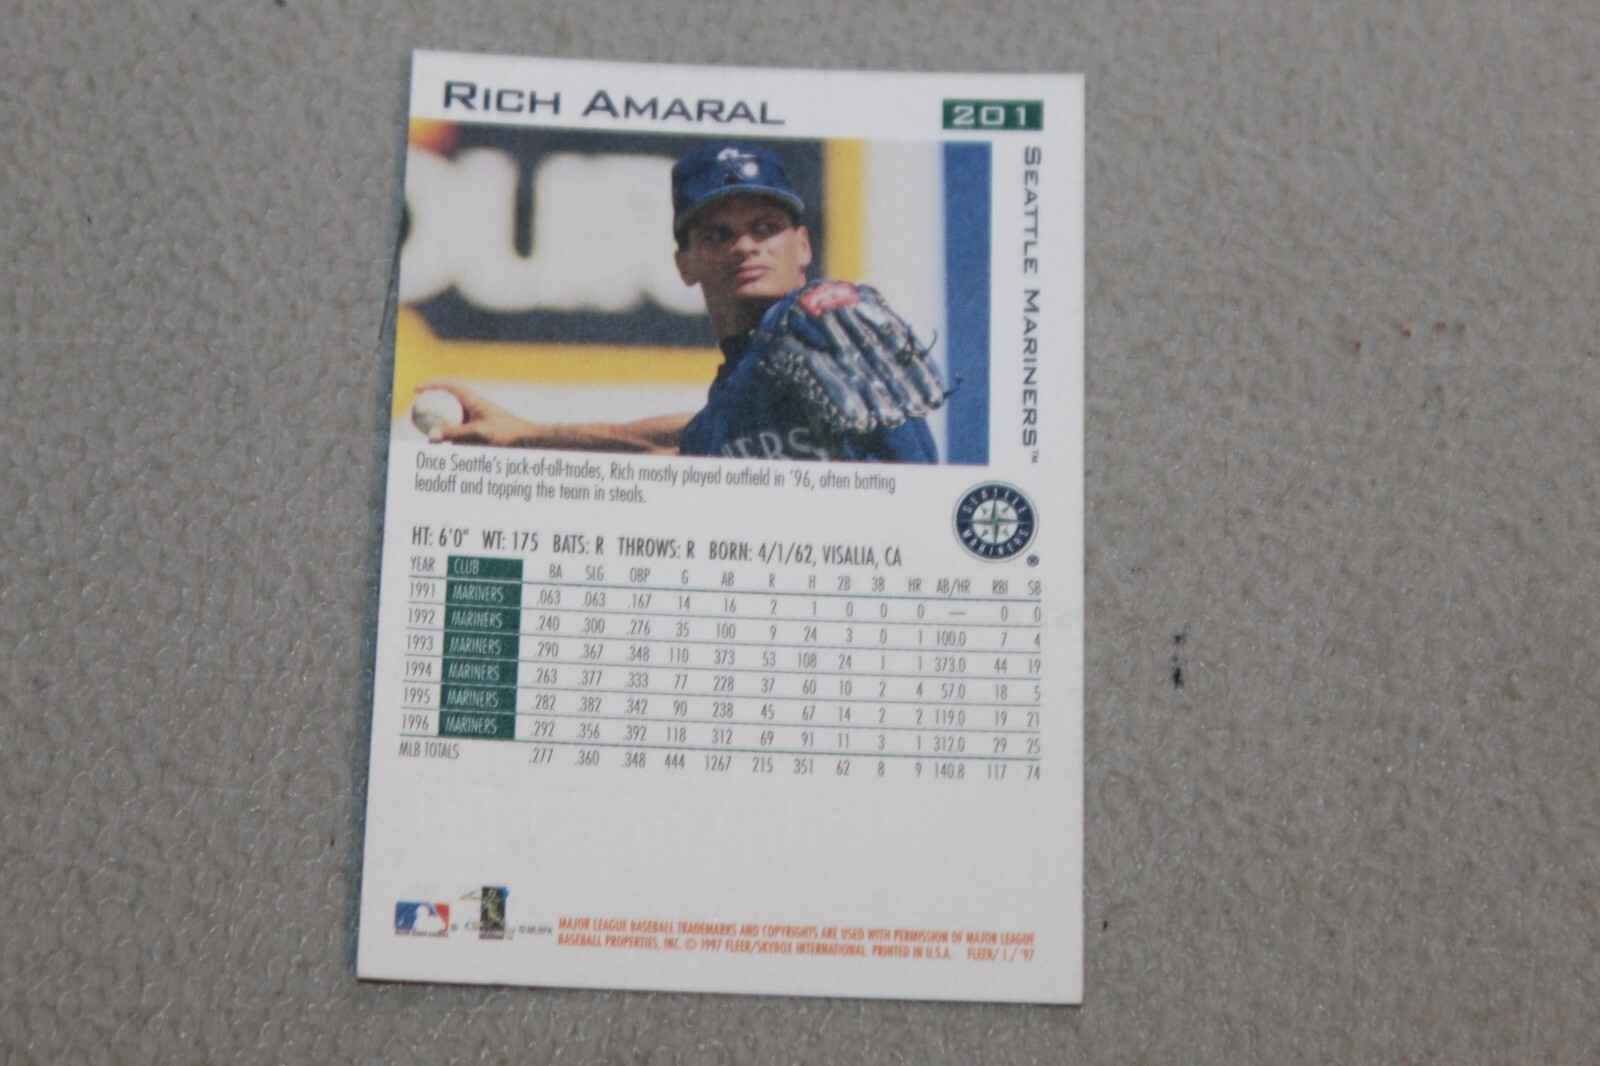 RICH AMARAL
201
SEATTLE MARINERS™
ERS
Once Seattle's jack-of-all-trades, Rich mostly played outfield in '96, often batting
leadoff and topping the team in steals.
SEATTLE MARINERS ®
HT: 6'0" WT: 175 BATS: R THROWS: R BORN: 4/1/62, VISALIA, CA
YEAR CLUB BA SLG OBP G AB R H 2B 3B HR AB/HR RBI SB
1991 MARINERS .063 .063 .167 14 16 2 1 0 0 0 — 0 0
1992 MARINERS .240 .300 .276 35 100 9 24 3 0 1 100.0 7 4
1993 MARINERS .290 .367 .348 110 373 53 108 24 1 1 373.0 44 19
1994 MARINERS .263 .377 .333 77 228 37 60 10 2 4 57.0 18 5
1995 MARINERS .282 .382 .342 90 238 45 67 14 2 2 119.0 19 21
1996 MARINERS .292 .356 .392 118 312 69 91 11 3 1 312.0 29 25
MLB TOTALS .277 .360 .348 444 1267 215 351 62 8 9 140.8 117 74
® ©MLBPA
MAJOR LEAGUE BASEBALL TRADEMARKS AND COPYRIGHTS ARE USED WITH PERMISSION OF MAJOR LEAGUE
BASEBALL PROPERTIES, INC. © 1997 FLEER/SKYBOX INTERNATIONAL. PRINTED IN U.S.A. FLEER/ 1 / '97